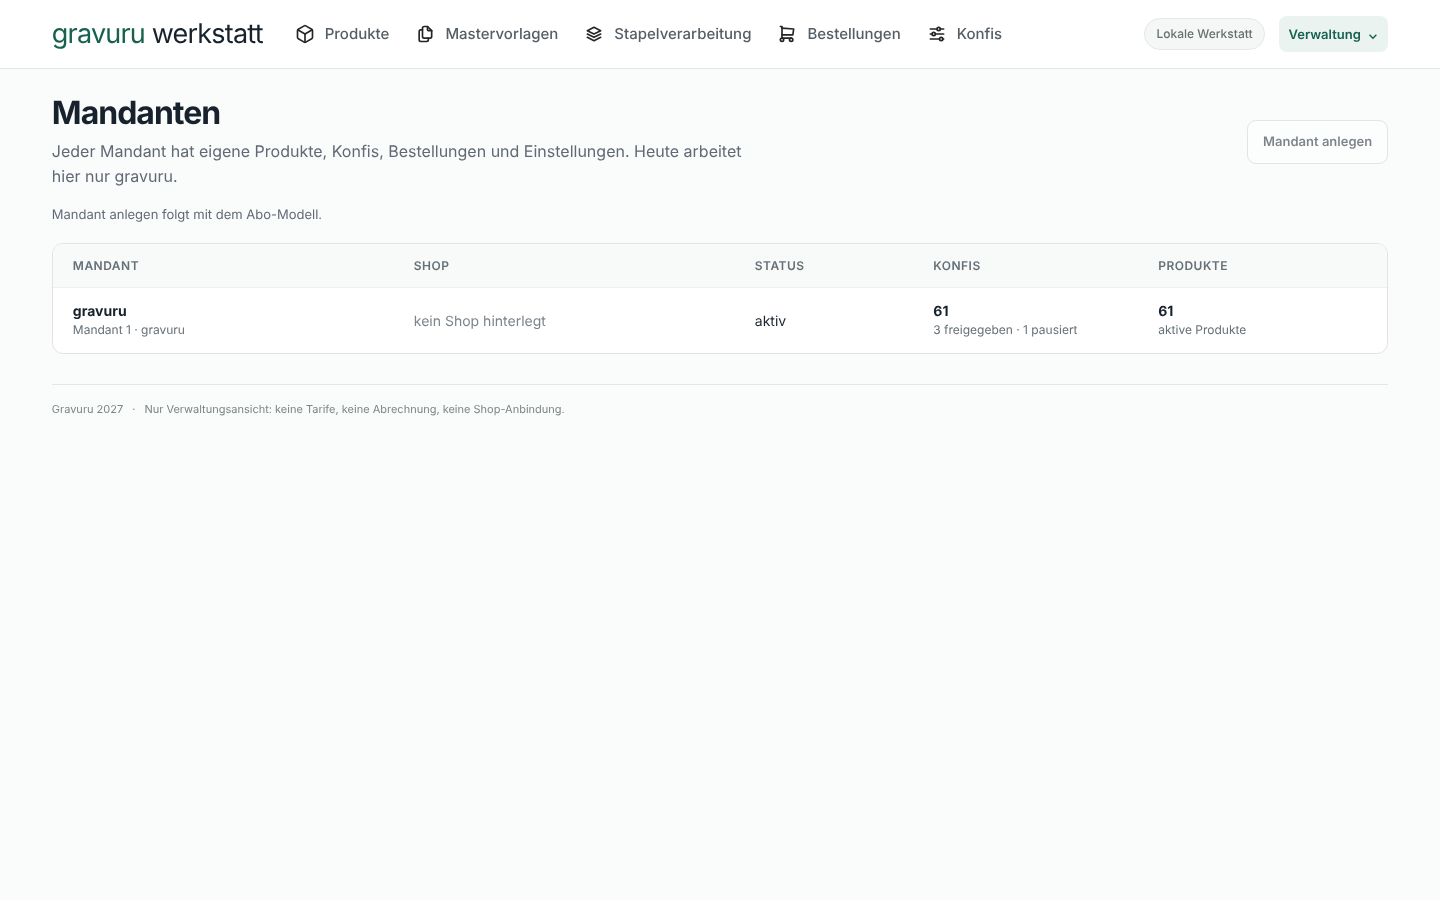 gravuru werkstatt
Produkte
Mastervorlagen
Stapelverarbeitung
Bestellungen
Konfis
Lokale Werkstatt
Verwaltung
Mandanten
Jeder Mandant hat eigene Produkte, Konfis, Bestellungen und Einstellungen. Heute arbeitet
hier nur gravuru.
Mandant anlegen
Mandant anlegen folgt mit dem Abo-Modell.
MANDANT SHOP STATUS KONFIS PRODUKTE
gravuru
Mandant 1 · gravuru
kein Shop hinterlegt
aktiv
61
3 freigegeben · 1 pausiert
61
aktive Produkte
Gravuru 2027 · Nur Verwaltungsansicht: keine Tarife, keine Abrechnung, keine Shop-Anbindung.